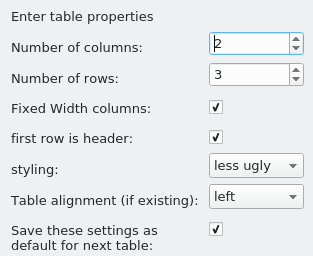 Enter table properties
Number of columns: 2
Number of rows: 3
Fixed Width columns:
first row is header:
styling: less ugly
Table alignment (if existing): left
Save these settings as
default for next table: